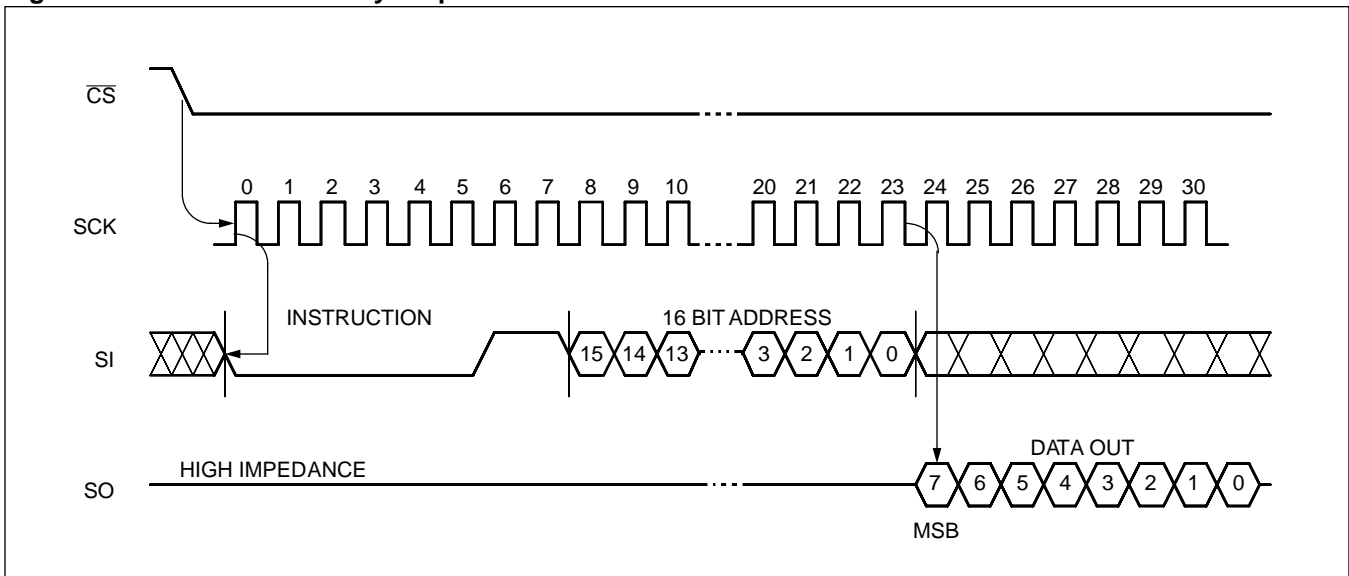 CS
0 1 2 3 4 5 6 7 8 9 10 20 21 22 23 24 25 26 27 28 29 30
SCK
INSTRUCTION 16 BIT ADDRESS
SI 15 14 13 3 2 1 0
HIGH IMPEDANCE DATA OUT
SO 7 6 5 4 3 2 1 0
MSB